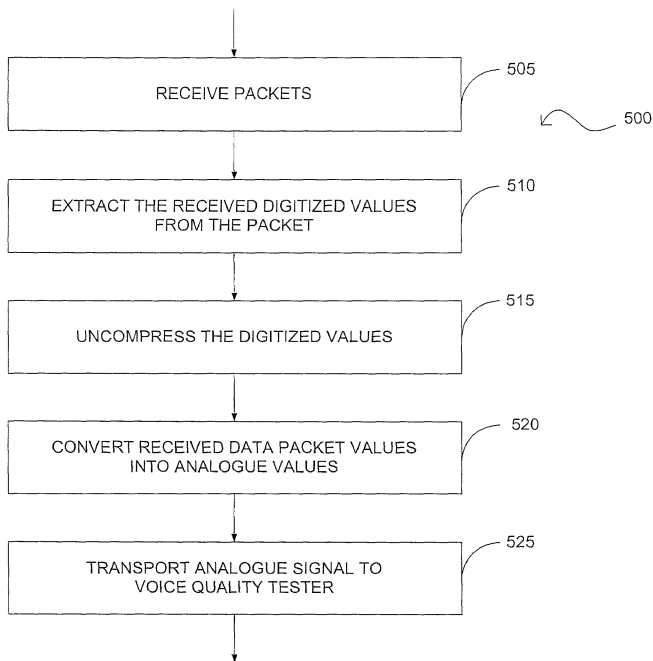 RECEIVE PACKETS
505
500
EXTRACT THE RECEIVED DIGITIZED VALUES
FROM THE PACKET
510
UNCOMPRESS THE DIGITIZED VALUES
515
CONVERT RECEIVED DATA PACKET VALUES
INTO ANALOGUE VALUES
520
TRANSPORT ANALOGUE SIGNAL TO
VOICE QUALITY TESTER
525